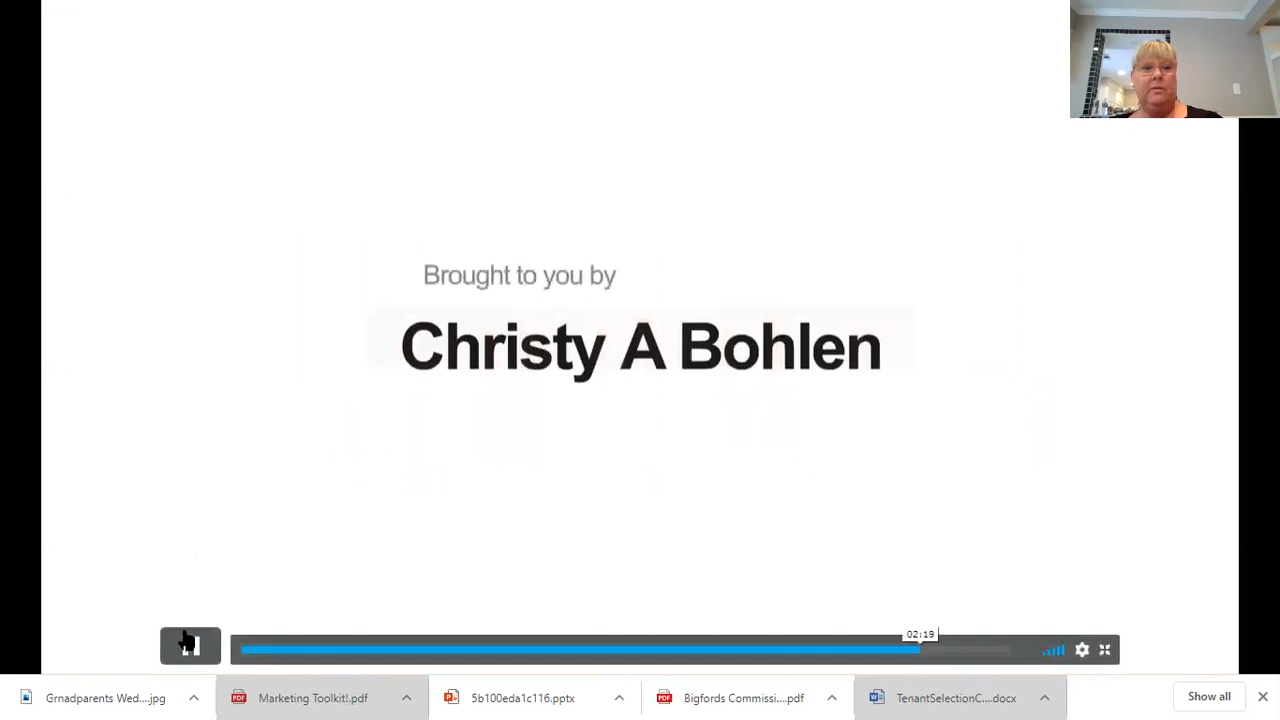 Brought to you by
Christy A Bohlen
02:19
Grnadparents Wed....jpg
Marketing Toolkit!.pdf
5b100eda1c116.pptx
Bigfords Commissi....pdf
TenantSelectionC....docx
Show all